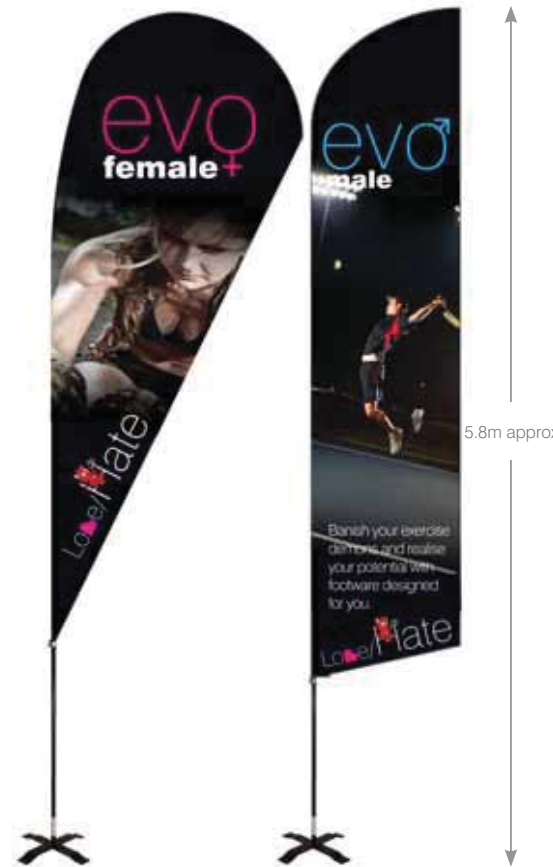 evo
female+
Love/Hate
evo
male
Banish your exercise
demons and realise
your potential with
footware designed
for you.
Love/Hate
5.8m approx